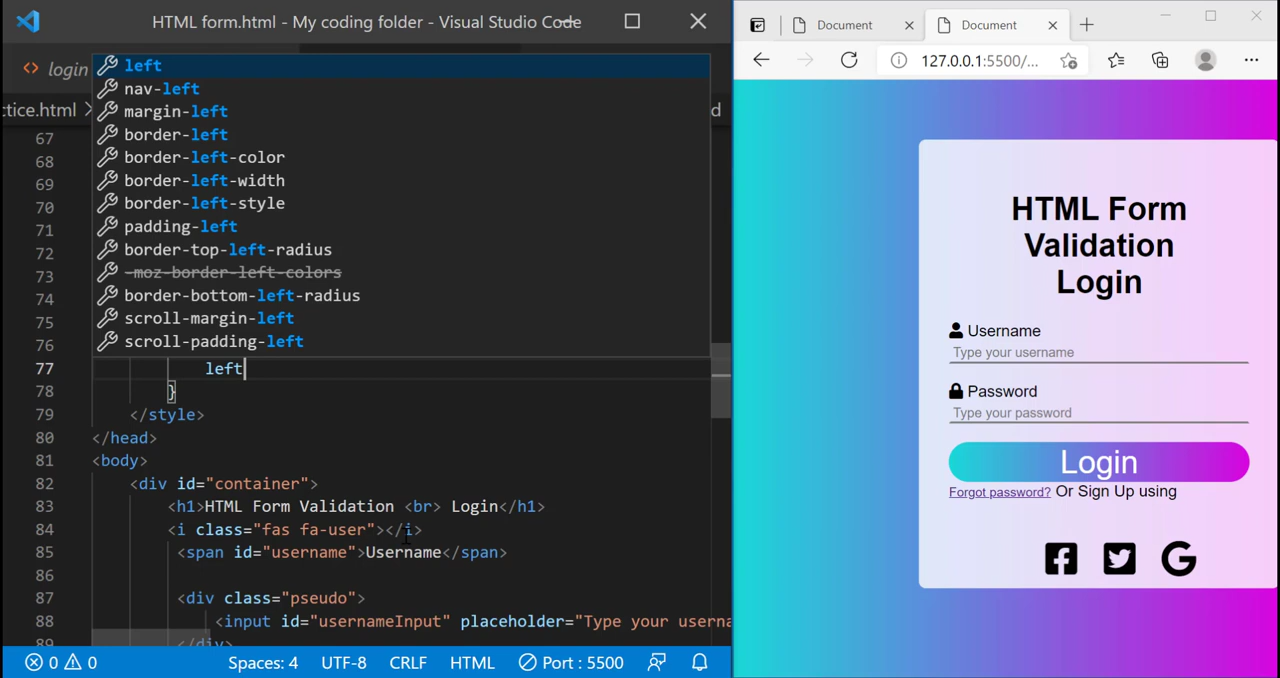 HTML form.html - My coding folder - Visual Studio Code
login
ctice.html
d
left
nav-left
margin-left
border-left
border-left-color
border-left-width
border-left-style
padding-left
border-top-left-radius
-moz-border-left-colors
border-bottom-left-radius
scroll-margin-left
scroll-padding-left
67
68
69
70
71
72
73
74
75
76
77 left
78 }
79 </style>
80 </head>
81 <body>
82 <div id="container">
83 <h1>HTML Form Validation <br> Login</h1>
84 <i class="fas fa-user"></i>
85 <span id="username">Username</span>
86
87 <div class="pseudo">
88 <input id="usernameInput" placeholder="Type your userna
89 </div>
0 0
Spaces: 4 UTF-8 CRLF HTML Port : 5500
Document Document
127.0.0.1:5500/...
HTML Form
Validation
Login
Username
Type your username
Password
Type your password
Login
Forgot password? Or Sign Up using